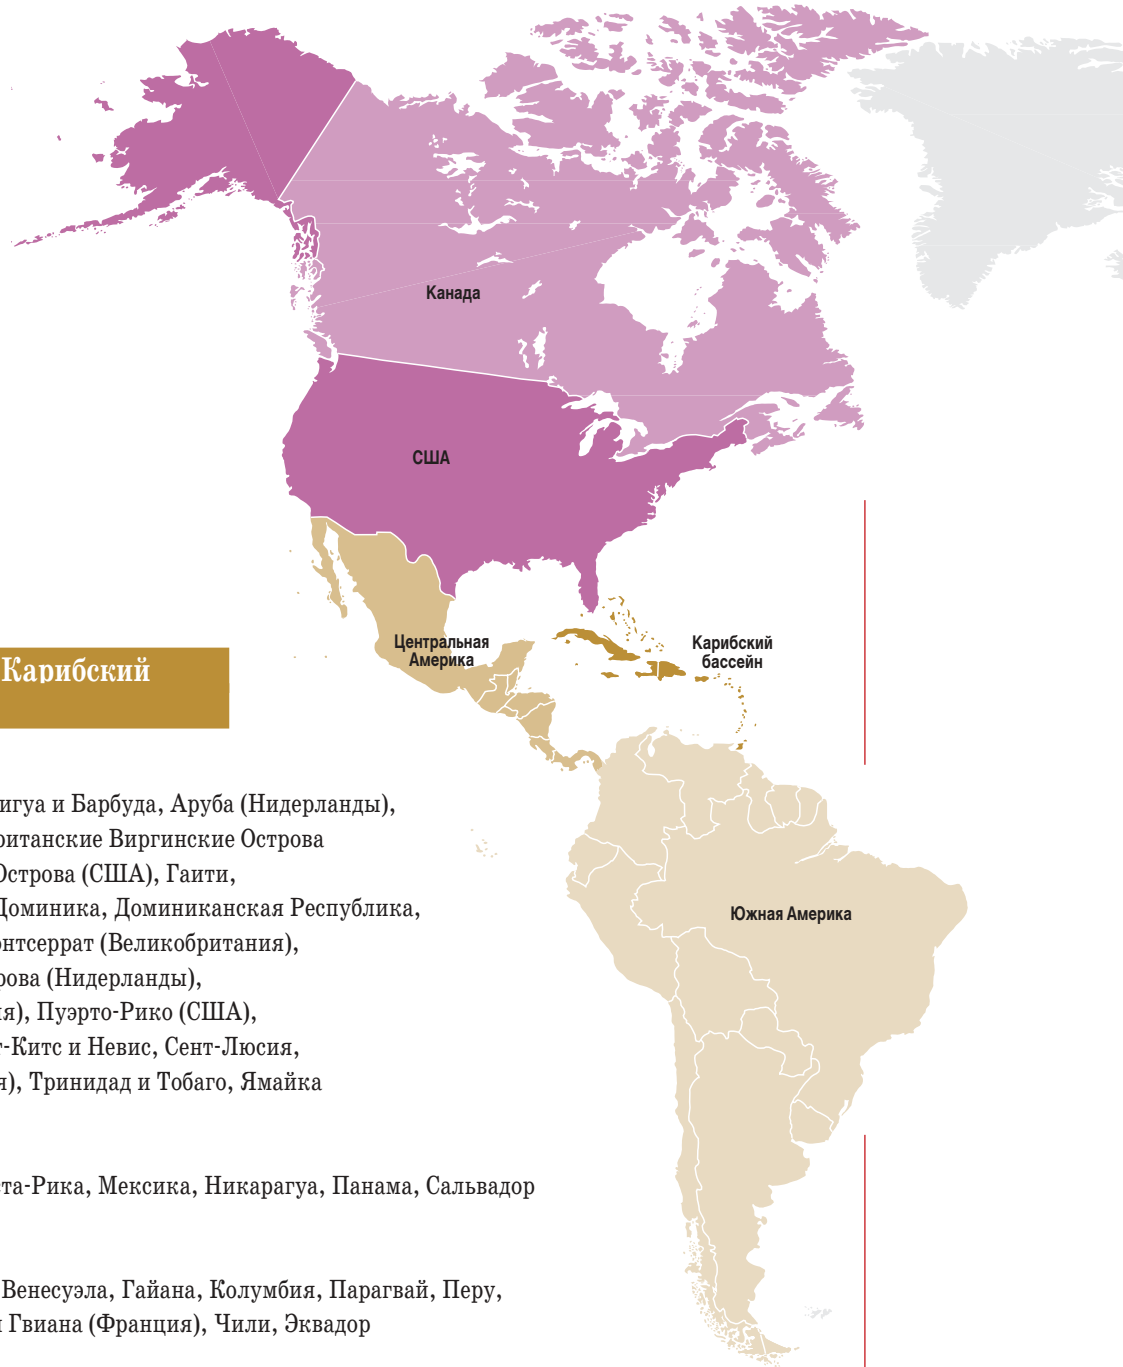 Канада
США
Центральная
Америка
Карибский
бассейн
Карибский
игуа и Барбуда, Аруба (Нидерланды),
ританские Виргинские Острова
Острова (США), Гаити,
Доминика, Доминиканская Республика,
онтсеррат (Великобритания),
рова (Нидерланды),
ия), Пуэрто-Рико (США),
т-Китс и Невис, Сент-Люсия,
я), Тринидад и Тобаго, Ямайка
Южная Америка
ста-Рика, Мексика, Никарагуа, Панама, Сальвадор
Венесуэла, Гайана, Колумбия, Парагвай, Перу,
я Гвиана (Франция), Чили, Эквадор